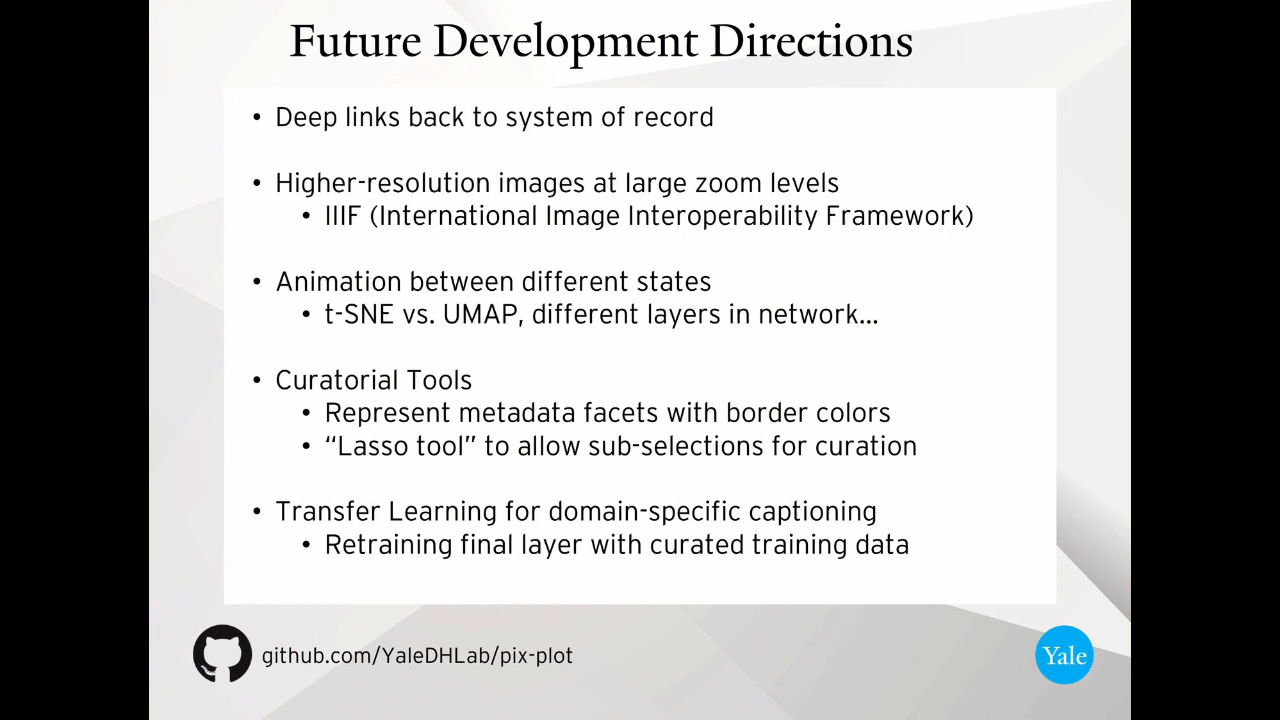 Future Development Directions
• Deep links back to system of record
• Higher-resolution images at large zoom levels
• IIIF (International Image Interoperability Framework)
• Animation between different states
• t-SNE vs. UMAP, different layers in network...
• Curatorial Tools
• Represent metadata facets with border colors
• “Lasso tool” to allow sub-selections for curation
• Transfer Learning for domain-specific captioning
• Retraining final layer with curated training data
github.com/YaleDHLab/pix-plot
Yale